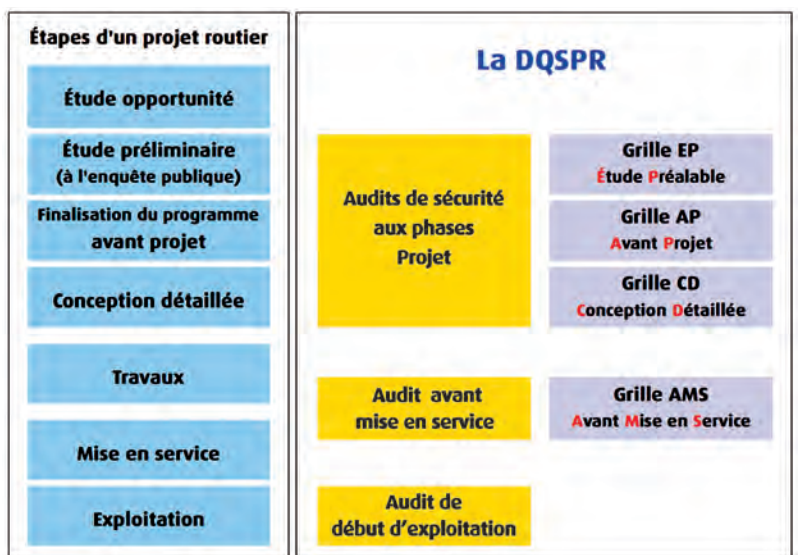 Étapes d'un projet routier
Étude opportunité
Étude préliminaire
(à l'enquête publique)
Finalisation du programme
avant projet
Conception détaillée
Travaux
Mise en service
Exploitation
La DQSPR
Audits de sécurité
aux phases
Projet
Grille EP
Étude Préalable
Grille AP
Avant Projet
Grille CD
Conception Détaillée
Audit avant
mise en service
Grille AMS
Avant Mise en Service
Audit de
début d'exploitation